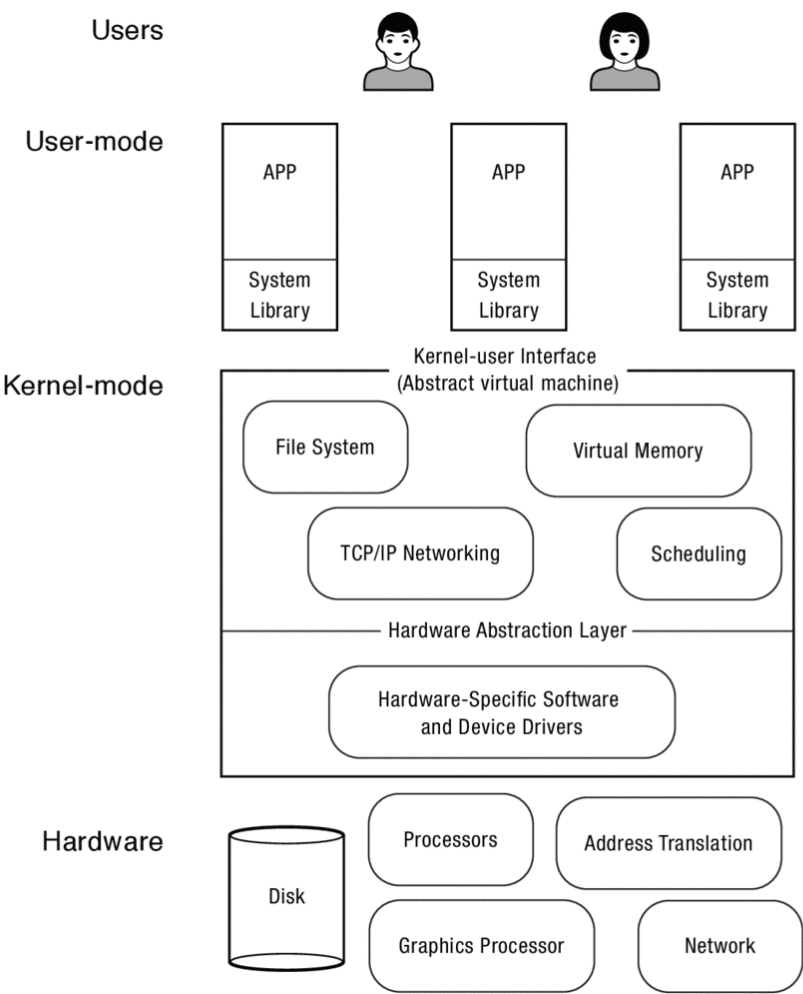 Users
User-mode
APP
APP
APP
System
Library
System
Library
System
Library
Kernel-mode
Kernel-user Interface
(Abstract virtual machine)
File System
Virtual Memory
TCP/IP Networking
Scheduling
Hardware Abstraction Layer
Hardware-Specific Software
and Device Drivers
Hardware
Disk
Processors
Address Translation
Graphics Processor
Network